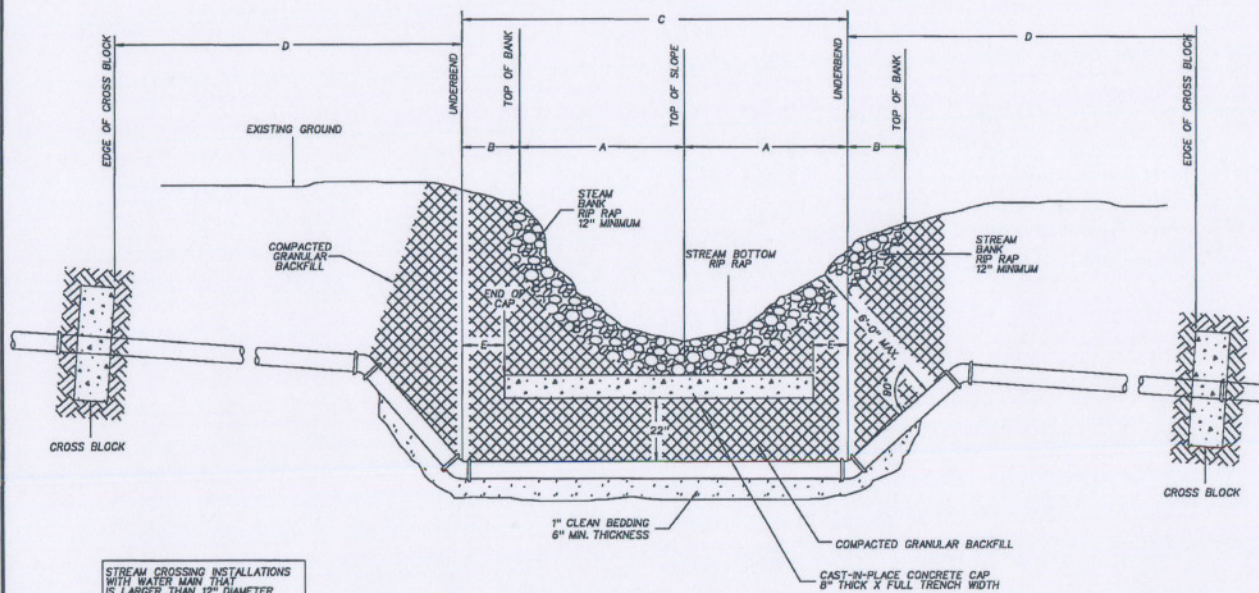 C
D
D
EDGE OF CROSS BLOCK
UNDERBEND
TOP OF BANK
TOP OF SLOPE
UNDERBEND
TOP OF BANK
EDGE OF CROSS BLOCK
EXISTING GROUND
B
A
A
B
STEAM
BANK
RIP RAP
12" MINIMUM
COMPACTED
GRANULAR
BACKFILL
STREAM BOTTOM
RIP RAP
STREAM
BANK
RIP RAP
12" MINIMUM
END OF
CAP
E
E
6'-0" MAX.
90°
22"
CROSS BLOCK
CROSS BLOCK
1" CLEAN BEDDING
6" MIN. THICKNESS
COMPACTED GRANULAR BACKFILL
CAST-IN-PLACE CONCRETE CAP
8" THICK X FULL TRENCH WIDTH
STREAM CROSSING INSTALLATIONS
WITH WATER MAIN THAT
IS LARGER THAN 12" DIAMETER